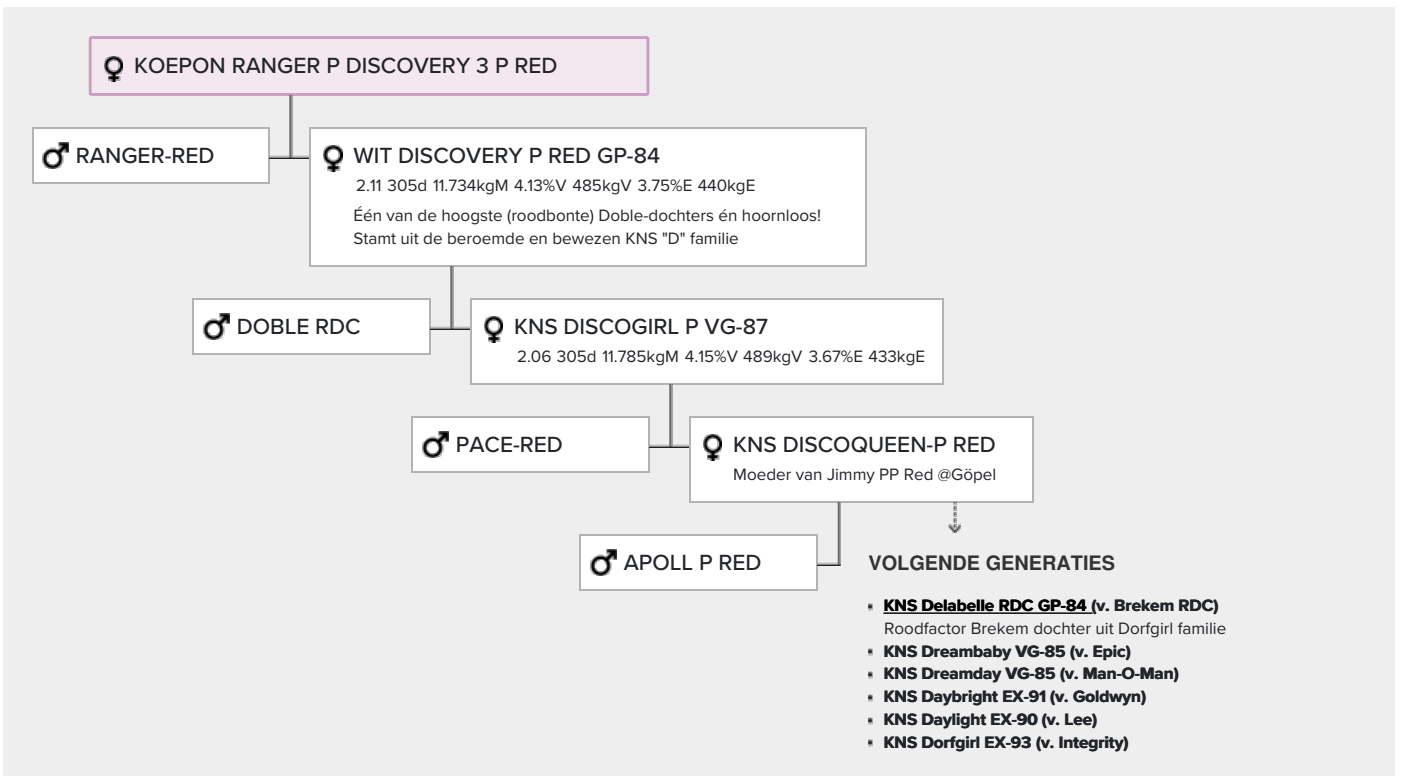 KOEPON RANGER P DISCOVERY 3 P RED
RANGER-RED
WIT DISCOVERY P RED GP-84
2.11 305d 11.734kgM 4.13%V 485kgV 3.75%E 440kgE
Één van de hoogste (roodbonte) Doble-dochters én hoornloos!
Stamt uit de beroemde en bewezen KNS "D" familie
DOBLE RDC
KNS DISCOGIRL P VG-87
2.06 305d 11.785kgM 4.15%V 489kgV 3.67%E 433kgE
PACE-RED
KNS DISCOQUEEN-P RED
Moeder van Jimmy PP Red @Göpel
APOLL P RED
VOLGENDE GENERATIES
KNS Delabelle RDC GP-84 (v. Brekem RDC)
Roodfactor Brekem dochter uit Dorfgirl familie
KNS Dreambaby VG-85 (v. Epic)
KNS Dreamday VG-85 (v. Man-O-Man)
KNS Daybright EX-91 (v. Goldwyn)
KNS Daylight EX-90 (v. Lee)
KNS Dorfgirl EX-93 (v. Integrity)